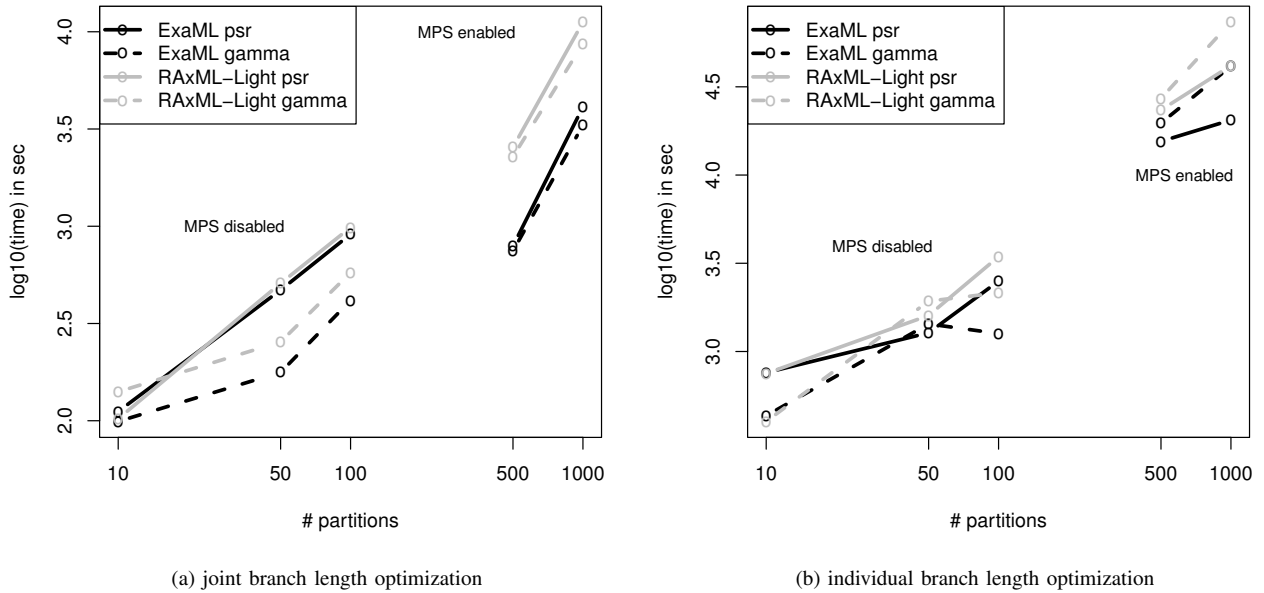 ExaML psr
ExaML gamma
RAxML−Light psr
RAxML−Light gamma
MPS enabled
MPS disabled
log10(time) in sec
4.0
3.5
3.0
2.5
2.0
10 50 100 500 1000
# partitions
(a) joint branch length optimization
ExaML psr
ExaML gamma
RAxML−Light psr
RAxML−Light gamma
MPS enabled
MPS disabled
log10(time) in sec
4.5
4.0
3.5
3.0
10 50 100 500 1000
# partitions
(b) individual branch length optimization